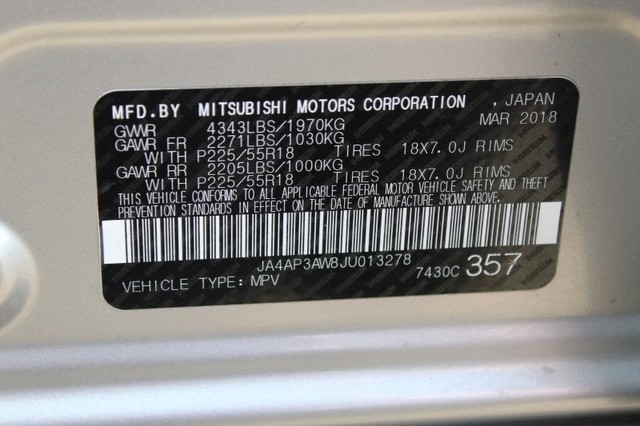 MFD.BY MITSUBISHI MOTORS CORPORATION , JAPAN
GVWR 4343LBS/1970KG MAR 2018
GAWR FR 2271LBS/1030KG
WITH P225/55R18 TIRES 18X7.0J RIMS
GAWR RR 2205LBS/1000KG
WITH P225/55R18 TIRES 18X7.0J RIMS
THIS VEHICLE CONFORMS TO ALL APPLICABLE FEDERAL MOTOR VEHICLE SAFETY AND THEFT
PREVENTION STANDARDS IN EFFECT ON THE DATE OF MANUFACTURE SHOWN ABOVE.
JA4AP3AW8JU013278
VEHICLE TYPE: MPV 7430C 357